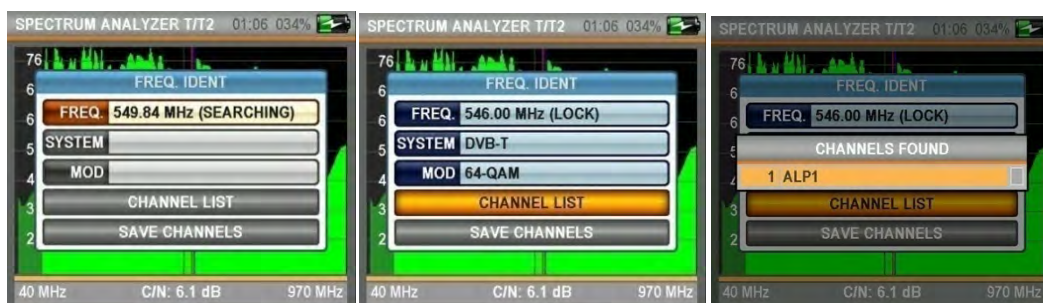 SPECTRUM ANALYZER T/T2 01:06 034%
76
FREQ. IDENT
6
FREQ. 549.84 MHz (SEARCHING)
6
SYSTEM
MOD
4
CHANNEL LIST
3
SAVE CHANNELS
2
40 MHz C/N: 6.1 dB 970 MHz
SPECTRUM ANALYZER T/T2 01:06 034%
76
FREQ. IDENT
6
FREQ. 546.00 MHz (LOCK)
6
SYSTEM DVB-T
MOD 64-QAM
4
CHANNEL LIST
3
SAVE CHANNELS
2
40 MHz C/N: 6.1 dB 970 MHz
SPECTRUM ANALYZER T/T2 01:06 034%
76
FREQ. IDENT
6
FREQ. 546.00 MHz (LOCK)
6
CHANNELS FOUND
1 ALP1
CHANNEL LIST
3
SAVE CHANNELS
2
40 MHz C/N: 6.1 dB 970 MHz